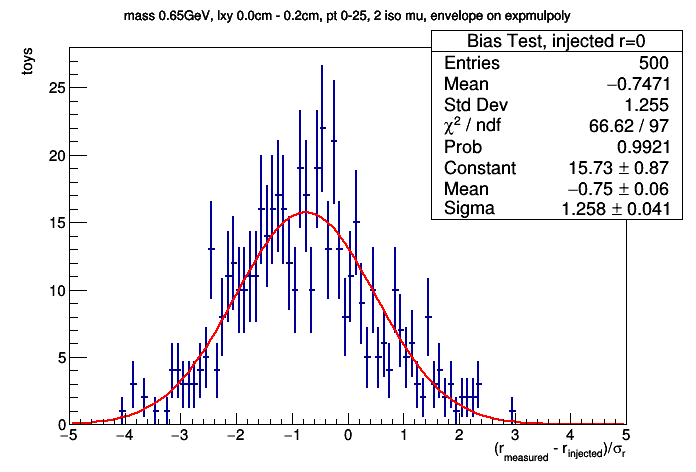 mass 0.65GeV, lxy 0.0cm - 0.2cm, pt 0-25, 2 iso mu, envelope on expmulpoly
Bias Test, injected r=0
Entries 500
Mean −0.7471
Std Dev 1.255
χ² / ndf 66.62 / 97
Prob 0.9921
Constant 15.73 ± 0.87
Mean −0.75 ± 0.06
Sigma 1.258 ± 0.041
toys
25
20
15
10
5
0
−5 −4 −3 −2 −1 0 1 2 3 4 5
(r_measured - r_injected)/σ_r